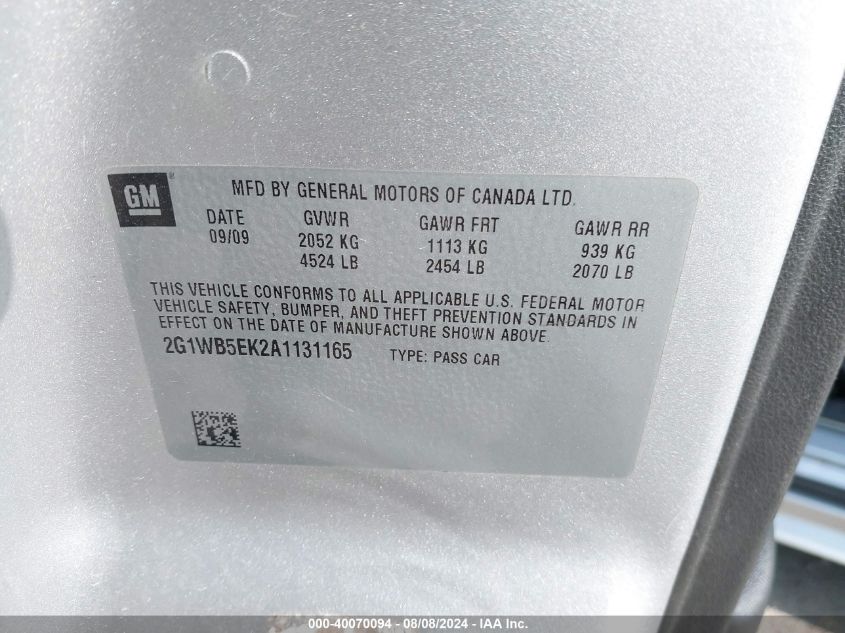 GM
®
MFD BY GENERAL MOTORS OF CANADA LTD.
DATE GVWR GAWR FRT GAWR RR
09/09 2052 KG 1113 KG 939 KG
4524 LB 2454 LB 2070 LB
THIS VEHICLE CONFORMS TO ALL APPLICABLE U.S. FEDERAL MOTOR
VEHICLE SAFETY, BUMPER, AND THEFT PREVENTION STANDARDS IN
EFFECT ON THE DATE OF MANUFACTURE SHOWN ABOVE.
2G1WB5EK2A1131165 TYPE: PASS CAR
000-40070094 - 08/08/2024 - IAA Inc.